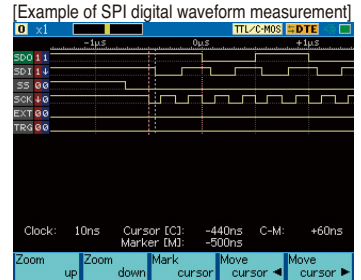 [Example of SPI digital waveform measurement]
0 x1 TTL/C-MOS DTE
-1μS 0μS +1μS
SDO 1 1
SDI 1 ↓
SS 0 0
SCK ↓ 0
EXT 0 0
TRG 0 0
Clock: 10ns Cursor [C]: -440ns C-M: +60ns
Marker [M]: -500ns
Zoom up Zoom down Mark cursor Move cursor ◀ Move cursor ▶